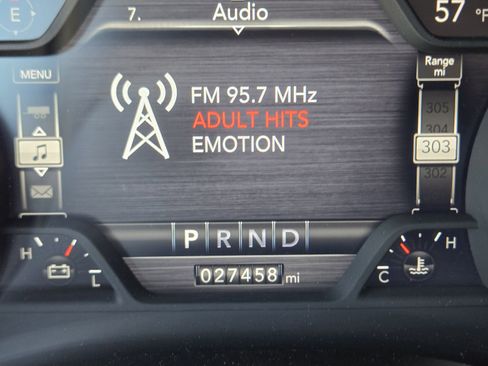 7.
Audio
57 °F
E
MENU
Range
mi
FM 95.7 MHz
ADULT HITS
EMOTION
305
304
303
302
P R N D
H
L
027458 mi
C
H